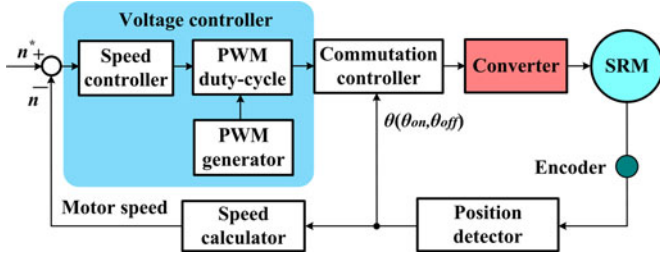 Voltage controller
n*
+
−
n
Speed
controller
PWM
duty-cycle
PWM
generator
Commutation
controller
Converter
SRM
θ(θon,θoff)
Encoder
Motor speed
Speed
calculator
Position
detector